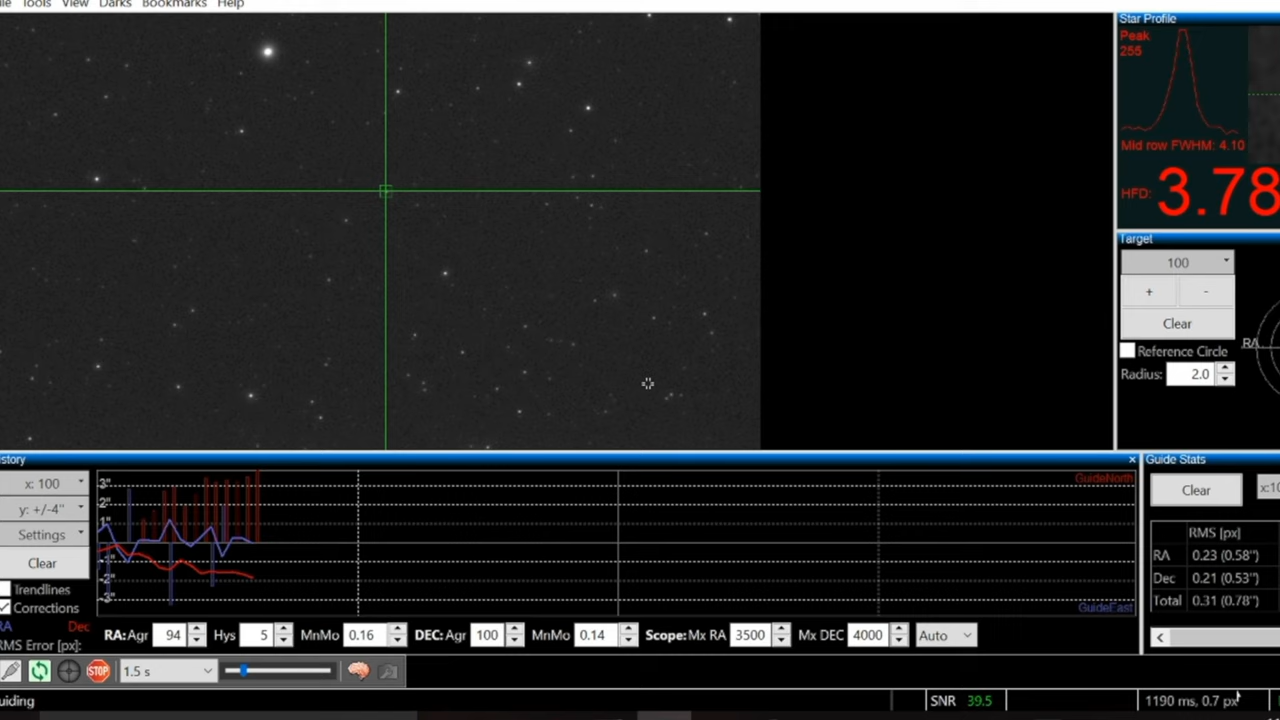 Tools View Darks Bookmarks Help
Star Profile
Peak
255
Mid row FWHM: 4.10
HFD: 3.78
Target
100
+ -
Clear
Reference Circle
Radius: 2.0
RA
x: 100
y: +/-4"
Settings
Clear
Trendlines
Corrections
RA Dec
RMS Error [px]:
3"
2"
1"
-1"
-2"
-3"
GuideNorth
GuideEast
RA: Agr 94 Hys 5 MnMo 0.16 DEC: Agr 100 MnMo 0.14 Scope: Mx RA 3500 Mx DEC 4000 Auto
Guide Stats
Clear
RMS [px]
RA 0.23 (0.58")
Dec 0.21 (0.53")
Total 0.31 (0.78")
STOP
1.5 s
SNR 39.5
1190 ms, 0.7 px